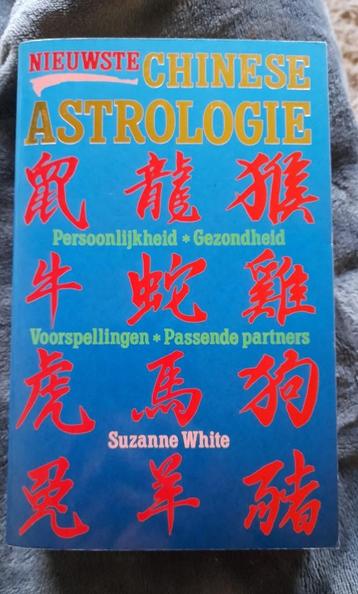 NIEUWSTE CHINESE
ASTROLOGIE
鼠 龍 猴
Persoonlijkheid * Gezondheid
牛 蛇 雞
Voorspellingen * Passende partners
虎 馬 狗
Suzanne White
兔 羊 豬